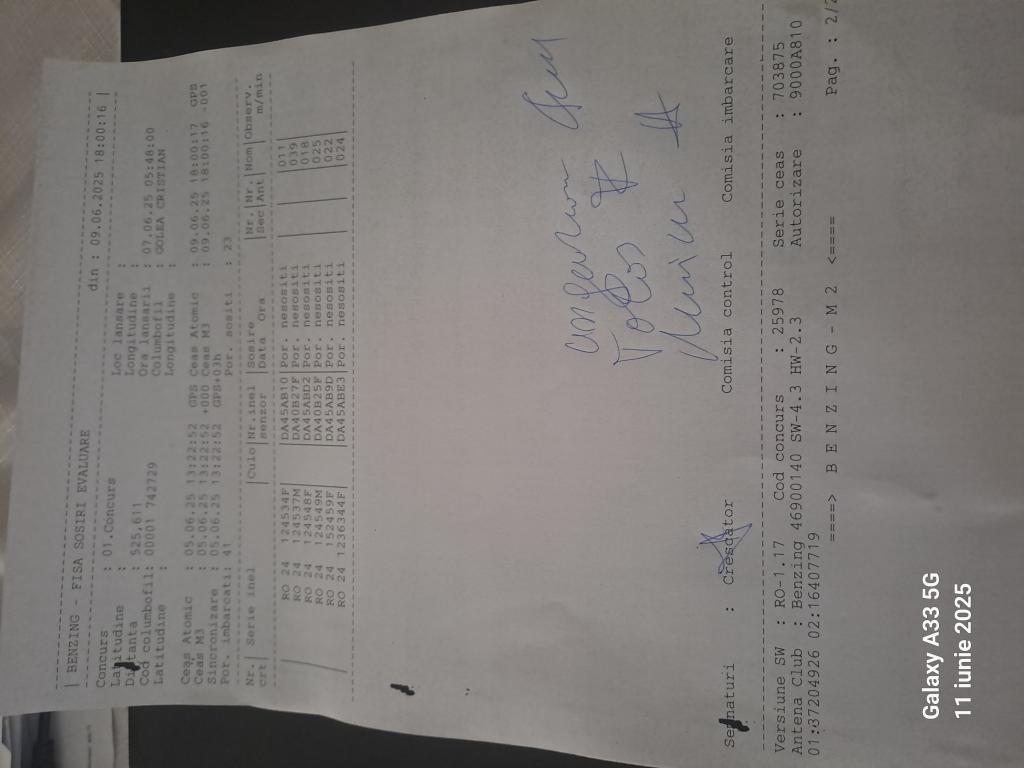 | BENZING - FISA SOSIRI EVALUARE
din : 09.06.2025 18:00:16 |
Concurs : 01.Concurs Loc lansare :
Latitudine : Longitudine :
Distanta : 525.611 Ora lansarii : 07.06.25 05:40:00
Cod columbofil: 00001 742729 Columbofil : GOLEA CRISTIAN
Latitudine : Longitudine :
Ceas Atomic : 05.06.25 13:22:52 GPS Ceas Atomic : 09.06.25 18:00:17 GPS
Ceas M3 : 05.06.25 13:22:52 +000 Ceas M3 : 09.06.25 18:00:16 -001
Sincronizare : 05.06.25 13:22:52 GPS+03h
Por. imbarcati: 41 Por. sositi : 23
Nr.| Serie inel |Culo|Nr.inel |Sosire |Nr. |Nr. |Nom|Observ.
crt| senzor |Data Ora |Sec|Ant| m/min
RO 24 124534F |DA45AB10|Por. nesositi |011|
RO 24 124537M |DA40B27F|Por. nesositi |039|
RO 24 124548F |DA45ABD2|Por. nesositi |018|
RO 24 124549M |DA40B25F|Por. nesositi |025|
RO 24 152459F |DA45AB9D|Por. nesositi |022|
RO 24 1236344F| |DA45ABE3|Por. nesositi |024|
Tolos
Semnaturi : Crescator Comisia control Comisia imbarcare
Versiune SW : RO-1.17 Cod concurs : 25978 Serie ceas : 703875
Antena Club : Benzing 46900140 SW-4.3 HW-2.3 Autorizare : 9000A810
01:37204926 02:16407719
====> B E N Z I N G - M 2 <==== Pag. : 2/2
Galaxy A33 5G
11 iunie 2025